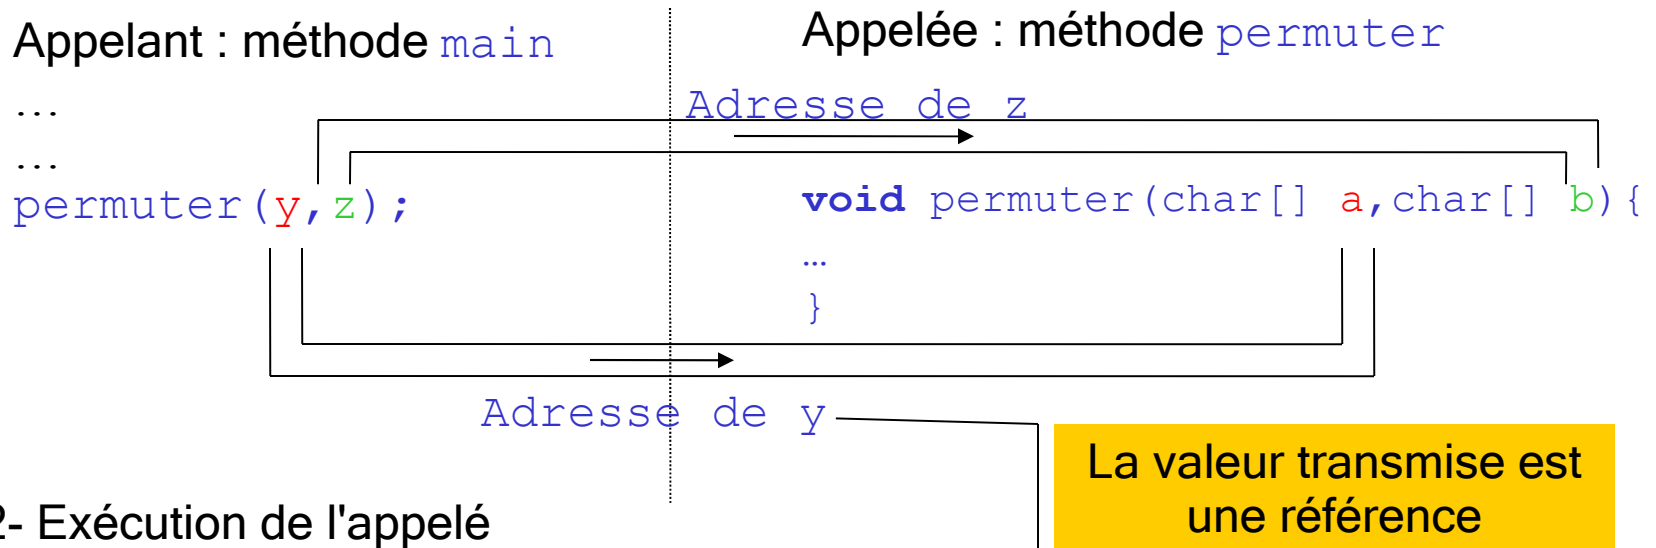 Appelant : méthode main
Appelée : méthode permuter
...
Adresse de z
...
permuter(y,z);
void permuter(char[] a,char[] b){
…
}
Adresse de y
La valeur transmise est
une référence
2- Exécution de l'appelé